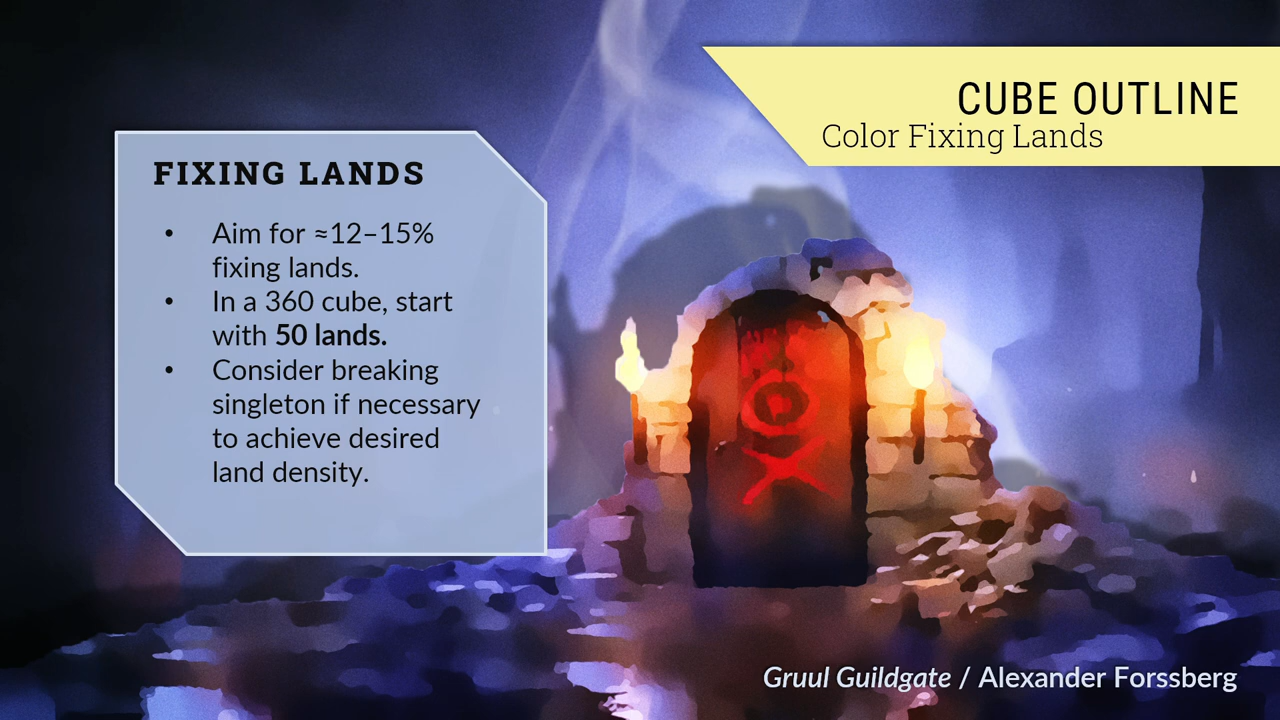 CUBE OUTLINE
Color Fixing Lands
FIXING LANDS
• Aim for ≈12–15%
fixing lands.
• In a 360 cube, start
with 50 lands.
• Consider breaking
singleton if necessary
to achieve desired
land density.
Gruul Guildgate / Alexander Forssberg